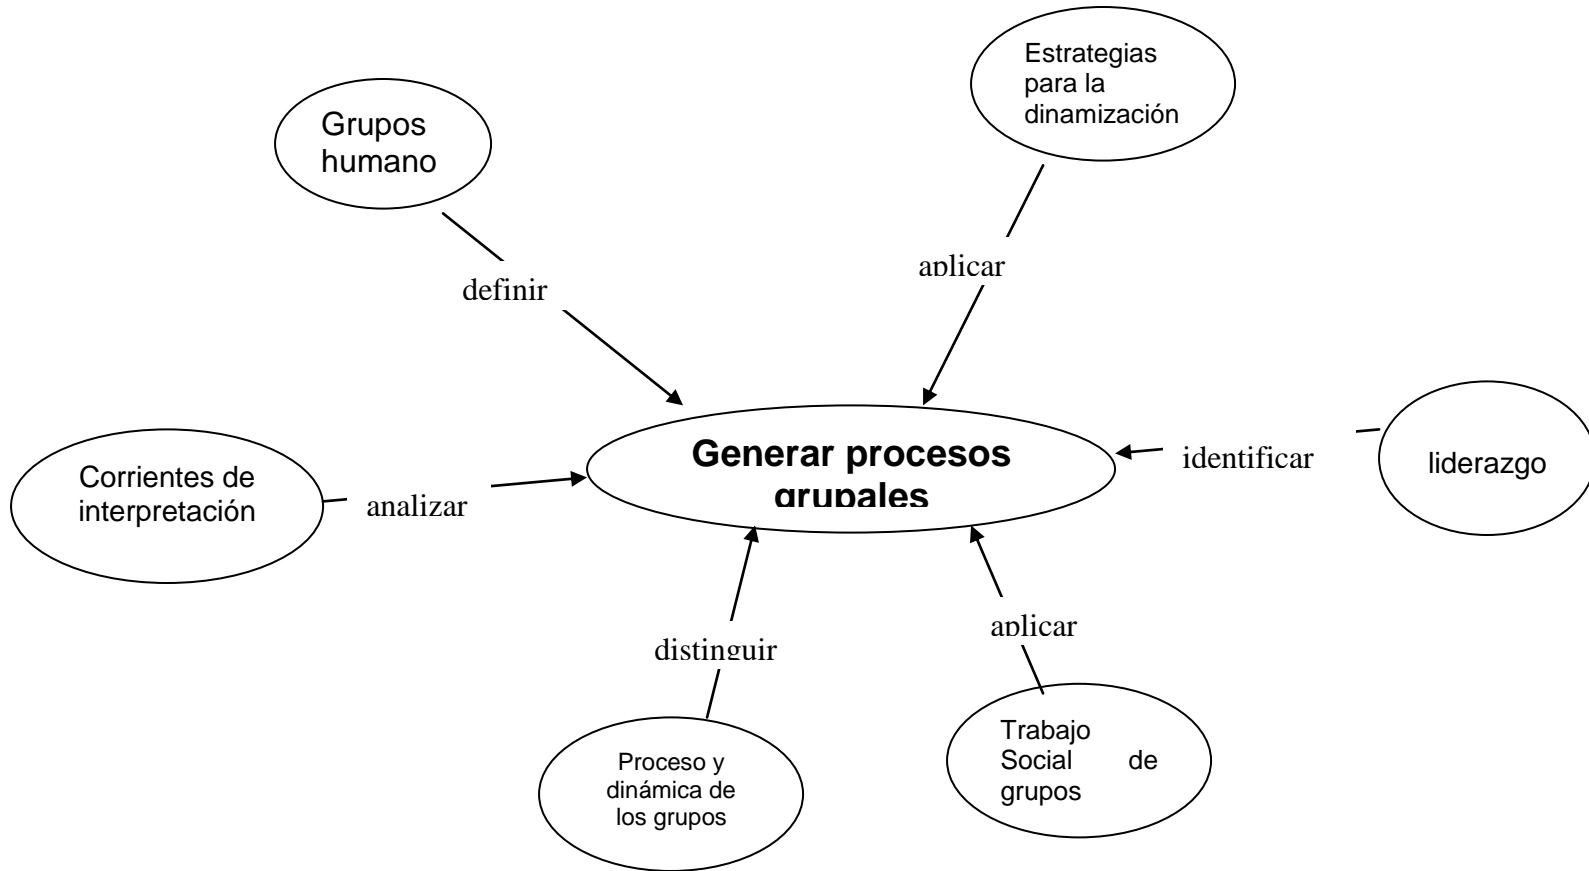 Estrategias
para la
dinamización
Grupos
humano
aplicar
definir
Generar procesos
grupales
identificar
liderazgo
Corrientes de
interpretación
analizar
distinguir
aplicar
Proceso y
dinámica de
los grupos
Trabajo
Social de
grupos